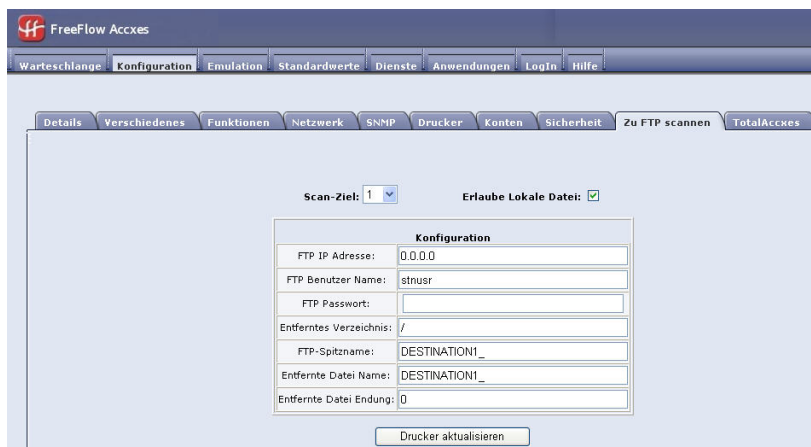 FreeFlow Accxes
Warteschlange Konfiguration Emulation Standardwerte Dienste Anwendungen LogIn Hilfe
Details Verschiedenes Funktionen Netzwerk SNMP Drucker Konten Sicherheit Zu FTP scannen TotalAccxes
Scan-Ziel: 1 Erlaube Lokale Datei:
Konfiguration
FTP IP Adresse: 0.0.0.0
FTP Benutzer Name: stnusr
FTP Passwort:
Entferntes Verzeichnis: /
FTP-Spitzname: DESTINATION1_
Entfernte Datei Name: DESTINATION1_
Entfernte Datei Endung: 0
Drucker aktualisieren